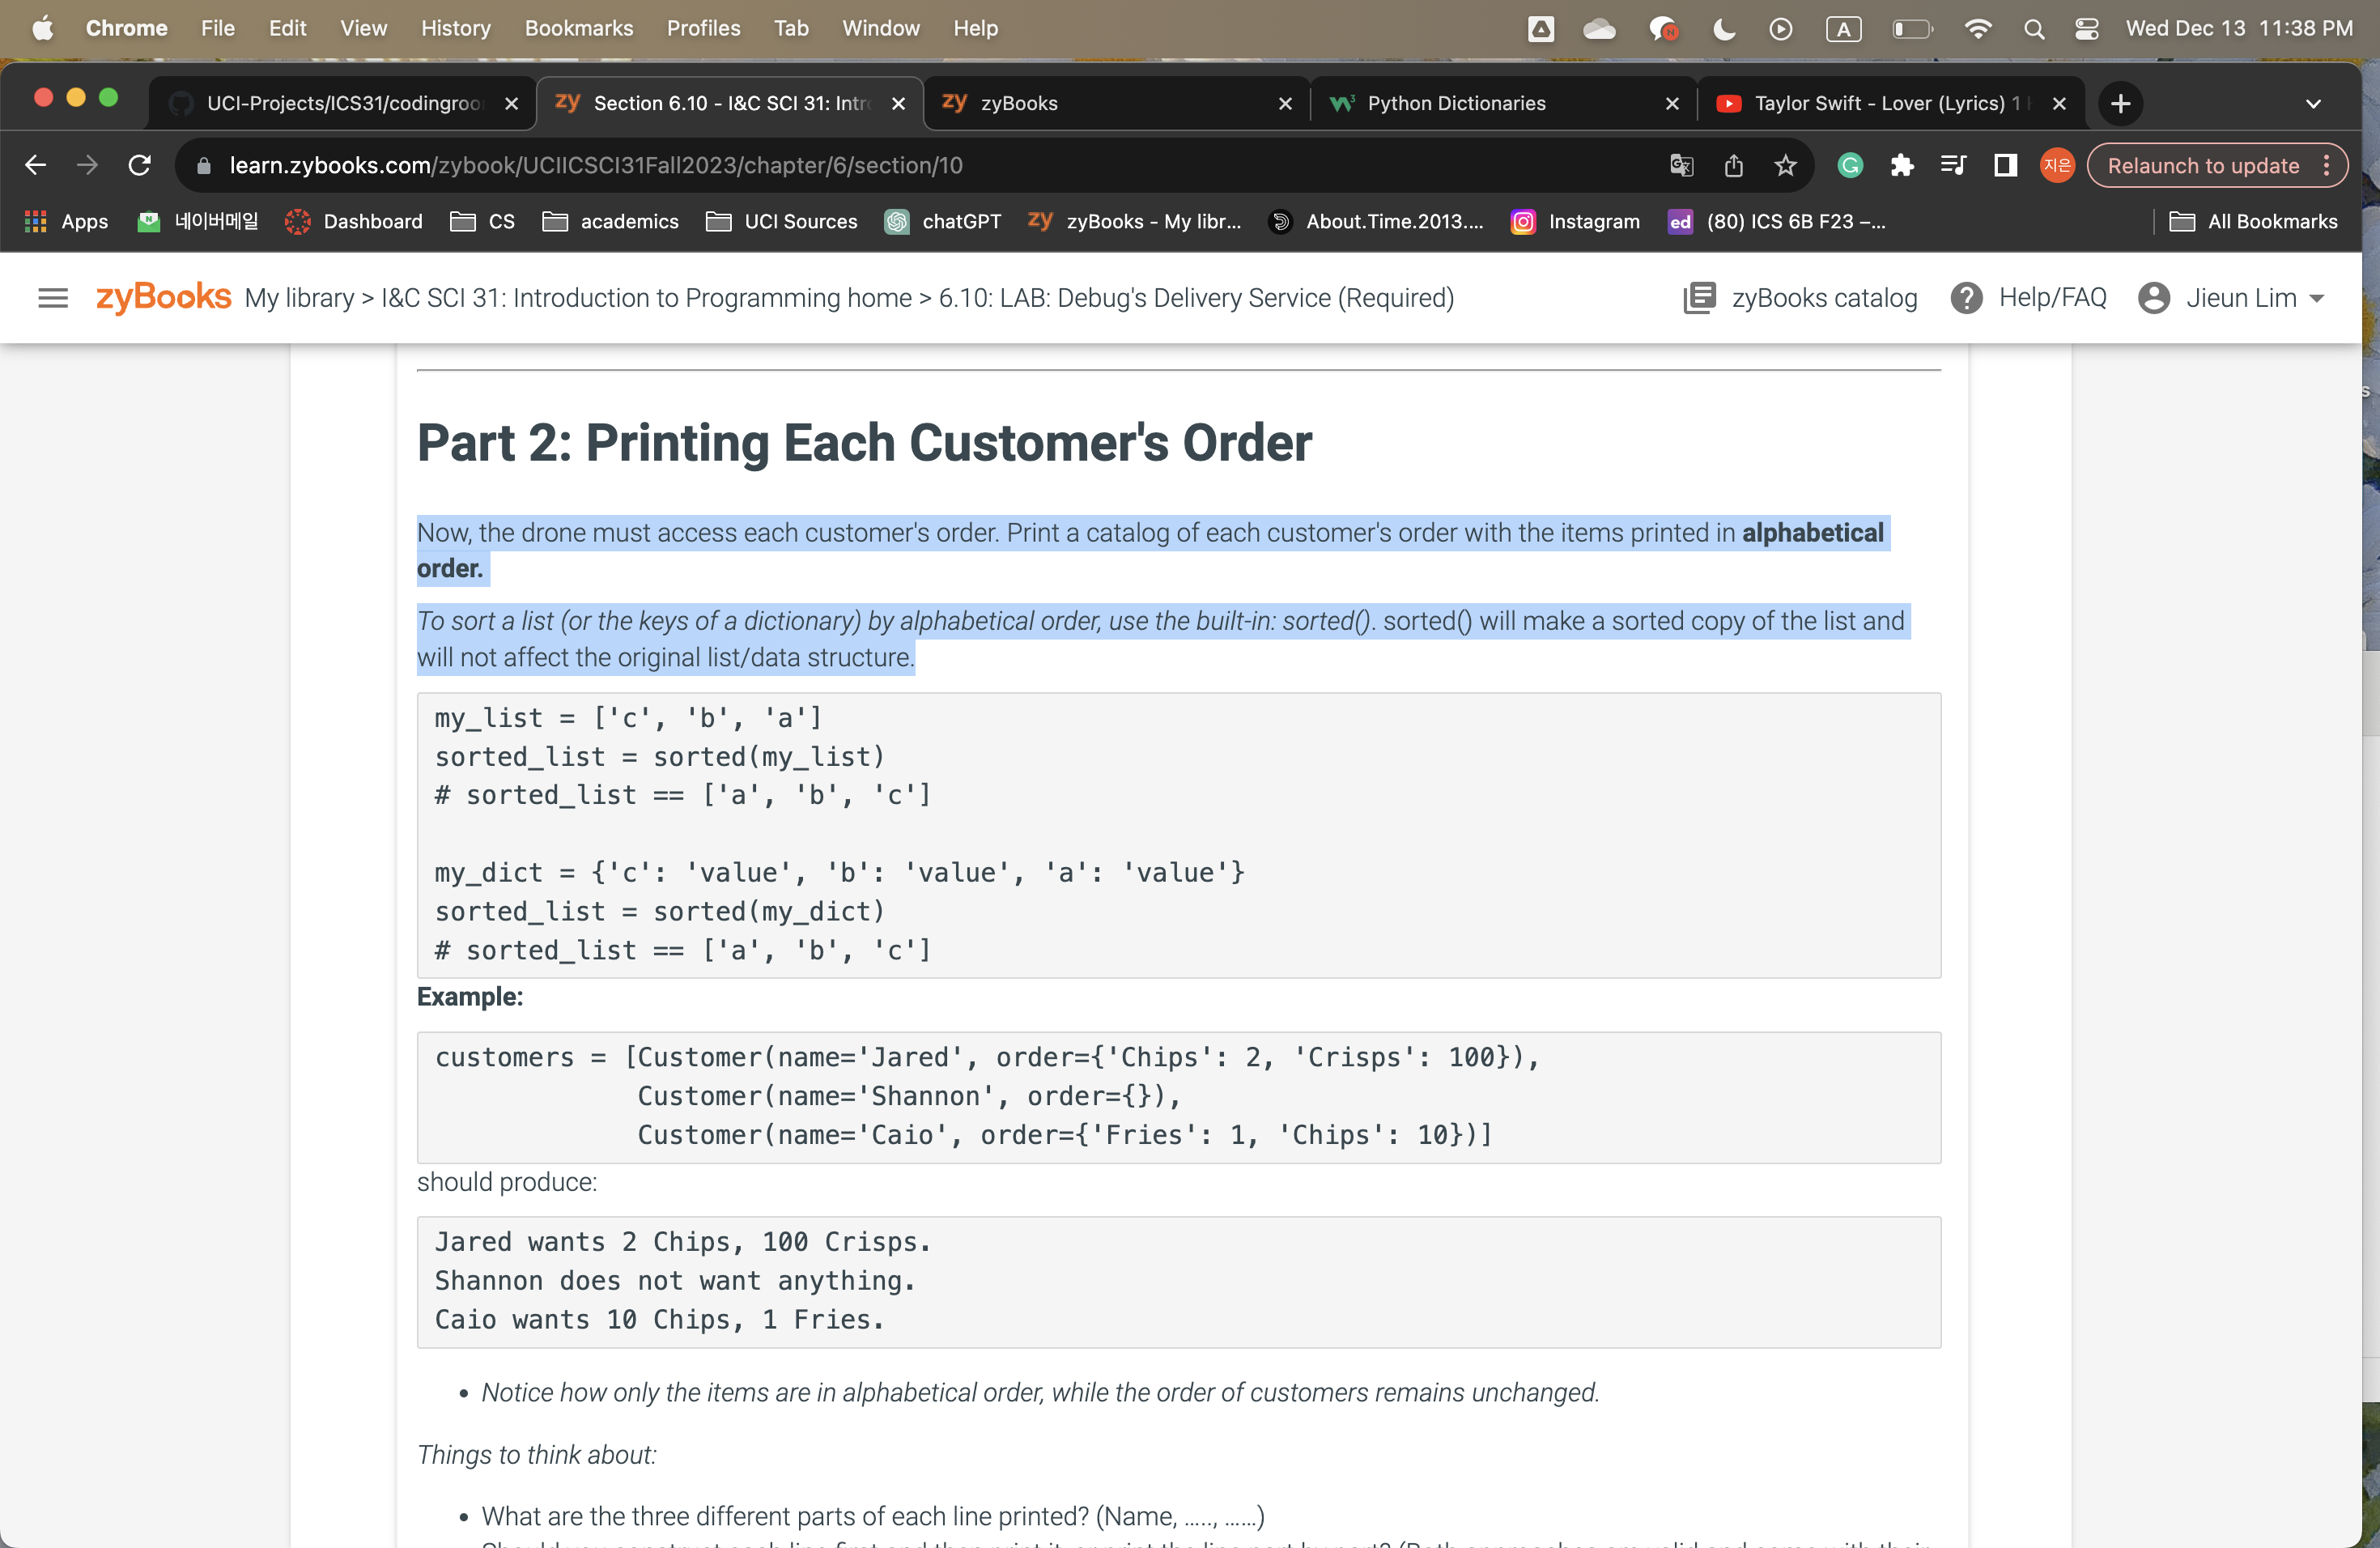 Chrome File Edit View History Bookmarks Profiles Tab Window Help A Wed Dec 13 11:38 PM
UCI-Projects/ICS31/codingroo zy Section 6.10 - I&C SCI 31: Intr zy zyBooks Python Dictionaries Taylor Swift - Lover (Lyrics) 1
learn.zybooks.com/zybook/UCIICSCI31Fall2023/chapter/6/section/10 G 지은 Relaunch to update
Apps N 네이버메일 Dashboard CS academics UCI Sources chatGPT zy zyBooks - My libr... About.Time.2013.... Instagram ed (80) ICS 6B F23 –... All Bookmarks
zyBooks My library > I&C SCI 31: Introduction to Programming home > 6.10: LAB: Debug's Delivery Service (Required) zyBooks catalog Help/FAQ Jieun Lim
Part 2: Printing Each Customer's Order
Now, the drone must access each customer's order. Print a catalog of each customer's order with the items printed in alphabetical
order.
To sort a list (or the keys of a dictionary) by alphabetical order, use the built-in: sorted(). sorted() will make a sorted copy of the list and
will not affect the original list/data structure.
my_list = ['c', 'b', 'a']
sorted_list = sorted(my_list)
# sorted_list == ['a', 'b', 'c']
my_dict = {'c': 'value', 'b': 'value', 'a': 'value'}
sorted_list = sorted(my_dict)
# sorted_list == ['a', 'b', 'c']
Example:
customers = [Customer(name='Jared', order={'Chips': 2, 'Crisps': 100}),
Customer(name='Shannon', order={}),
Customer(name='Caio', order={'Fries': 1, 'Chips': 10})]
should produce:
Jared wants 2 Chips, 100 Crisps.
Shannon does not want anything.
Caio wants 10 Chips, 1 Fries.
• Notice how only the items are in alphabetical order, while the order of customers remains unchanged.
Things to think about:
• What are the three different parts of each line printed? (Name, ....., ......)